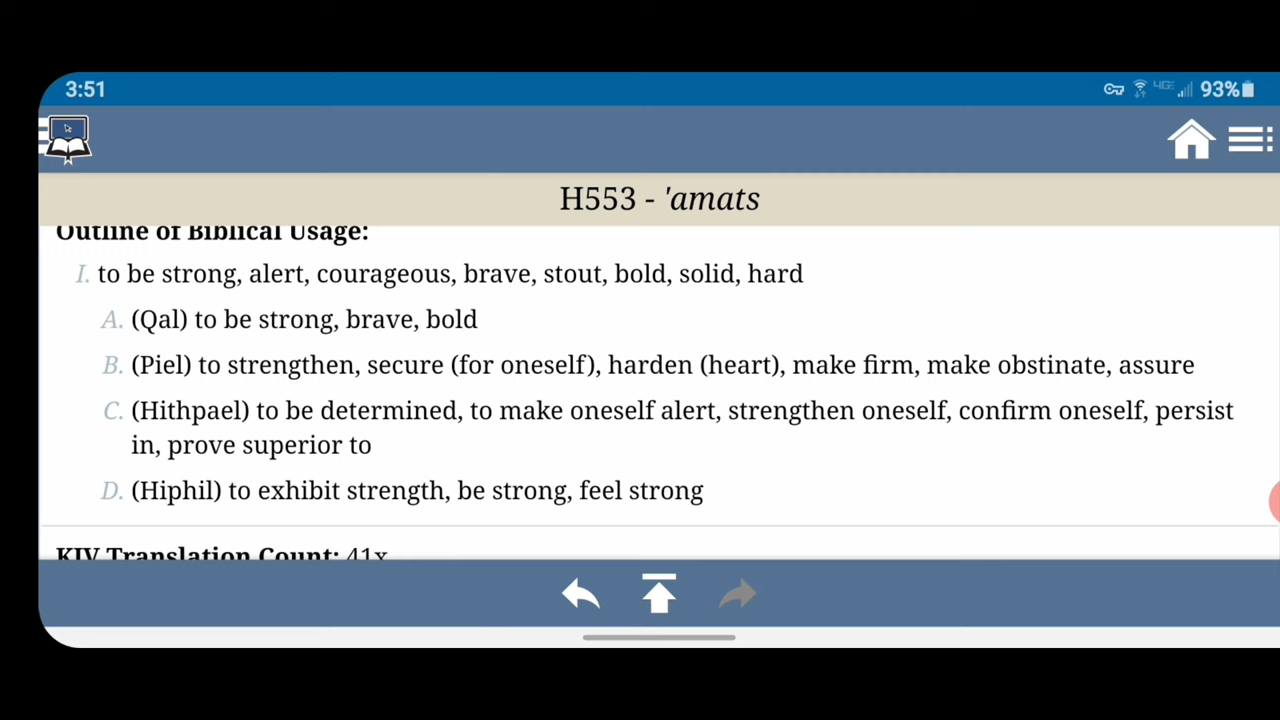 3:51
4GE 93%
H553 - 'amats
Outline of Biblical Usage:
I. to be strong, alert, courageous, brave, stout, bold, solid, hard
A. (Qal) to be strong, brave, bold
B. (Piel) to strengthen, secure (for oneself), harden (heart), make firm, make obstinate, assure
C. (Hithpael) to be determined, to make oneself alert, strengthen oneself, confirm oneself, persist
in, prove superior to
D. (Hiphil) to exhibit strength, be strong, feel strong
KJV Translation Count: 41x